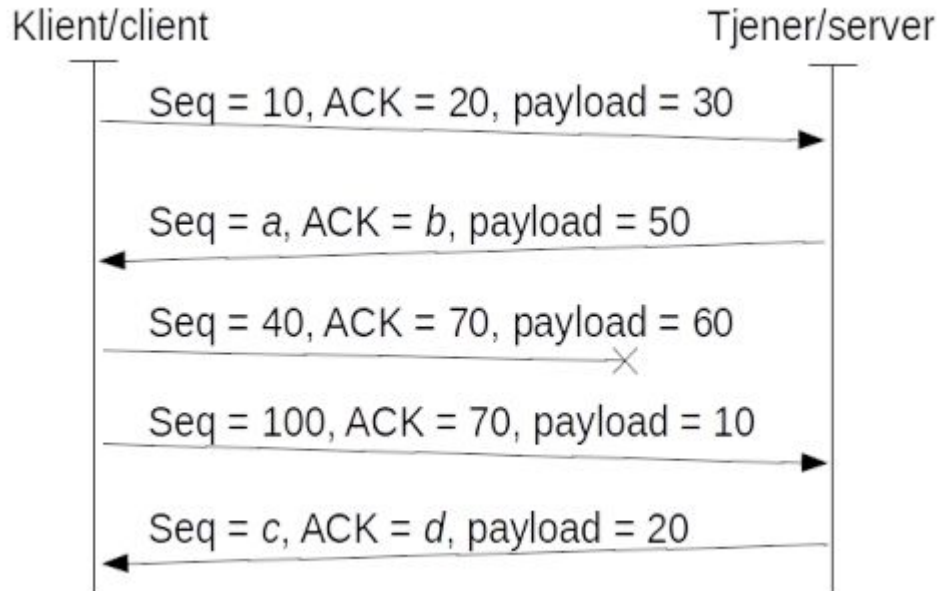 Klient/client
Tjener/server
Seq = 10, ACK = 20, payload = 30
Seq = a, ACK = b, payload = 50
Seq = 40, ACK = 70, payload = 60
Seq = 100, ACK = 70, payload = 10
Seq = c, ACK = d, payload = 20